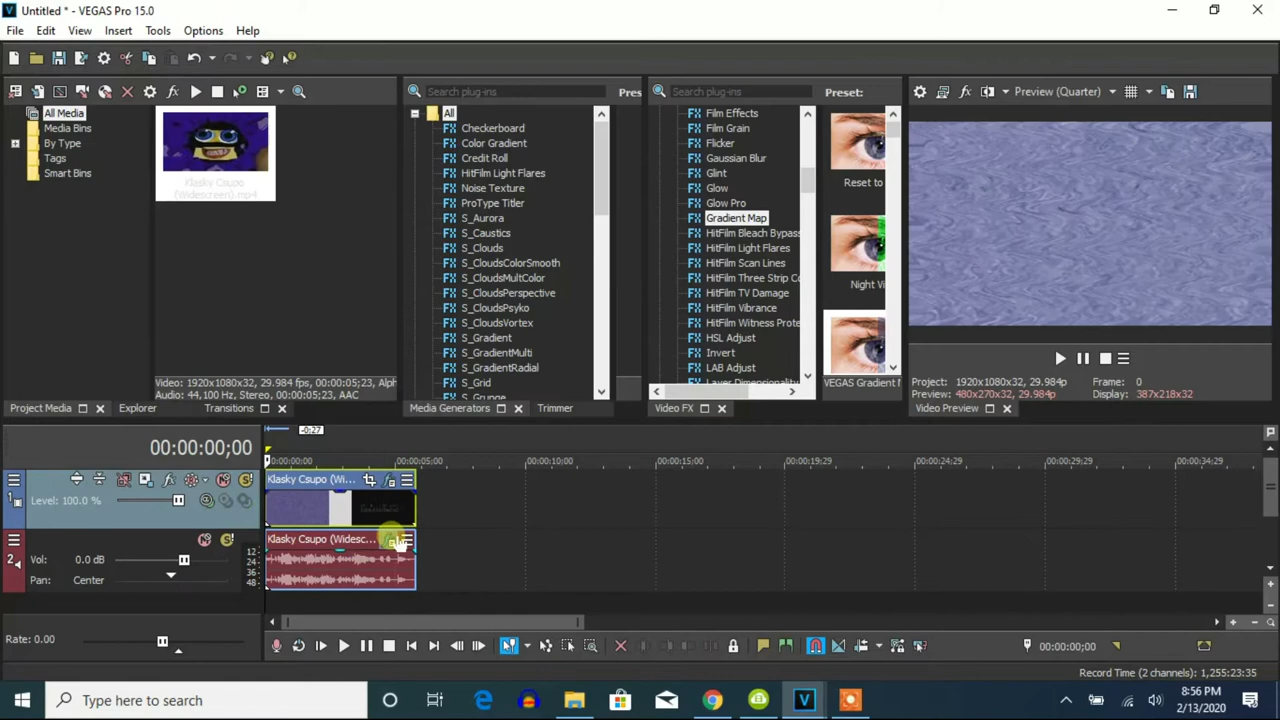 Untitled * - VEGAS Pro 15.0
File Edit View Insert Tools Options Help
Search plug-ins
Pres
Search plug-ins
Preset:
Preview (Quarter)
All Media
Media Bins
By Type
Tags
Smart Bins
Klasky Csupo
(Widescreen).mp4
Video: 1920x1080x32, 29.984 fps, 00:00:05;23, Alph
Audio: 44,100 Hz, Stereo, 00:00:05;23, AAC
Project Media
Explorer
Transitions
All
Checkerboard
Color Gradient
Credit Roll
HitFilm Light Flares
Noise Texture
ProType Titler
S_Aurora
S_Caustics
S_Clouds
S_CloudsColorSmooth
S_CloudsMultColor
S_CloudsPerspective
S_CloudsPsyko
S_CloudsVortex
S_Gradient
S_GradientMulti
S_GradientRadial
S_Grid
S_Grunge
Media Generators
Trimmer
Film Effects
Film Grain
Flicker
Gaussian Blur
Glint
Glow
Glow Pro
Gradient Map
HitFilm Bleach Bypass
HitFilm Light Flares
HitFilm Scan Lines
HitFilm Three Strip Co
HitFilm TV Damage
HitFilm Vibrance
HitFilm Witness Prote
HSL Adjust
Invert
LAB Adjust
Layer Dimensionality
Video FX
Reset to
Night Vi
VEGAS Gradient M
Project: 1920x1080x32, 29.984p
Preview: 480x270x32, 29.984p
Frame: 0
Display: 387x218x32
Video Preview
00:00:00;00
-0;27
0:00:00;00
00:00:05;00
00:00:10;00
00:00:15;00
00:00:19;29
00:00:24;29
00:00:29;29
00:00:34;29
1
Level: 100.0 %
Klasky Csupo (Wi...
2
Vol: 0.0 dB
Pan: Center
12
24
36
48
Klasky Csupo (Widesc...
Rate: 0.00
00:00:00;00
Record Time (2 channels): 1,255:23:35
Type here to search
8:56 PM
2/13/2020